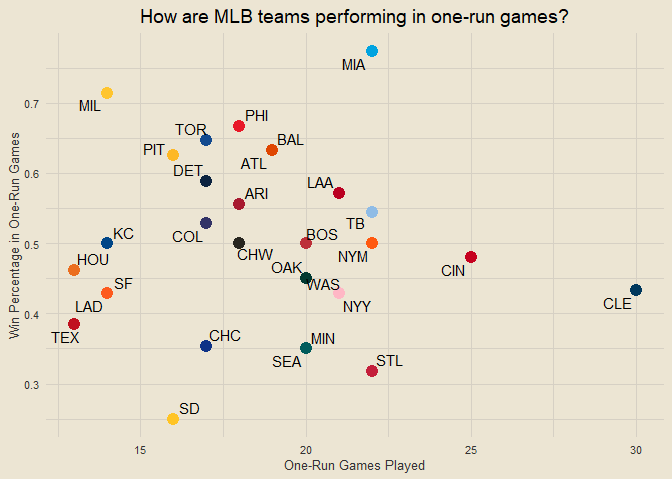 How are MLB teams performing in one-run games?
MIA
MIL
PHI
TOR
BAL
PIT
ATL
DET
LAA
ARI
TB
KC
COL
BOS
CHW
NYM
HOU
OAK
CIN
SF
WAS
LAD
NYY
CLE
TEX
CHC
MIN
SEA
STL
SD
0.7
0.6
0.5
0.4
0.3
Win Percentage in One-Run Games
15
20
25
30
One-Run Games Played